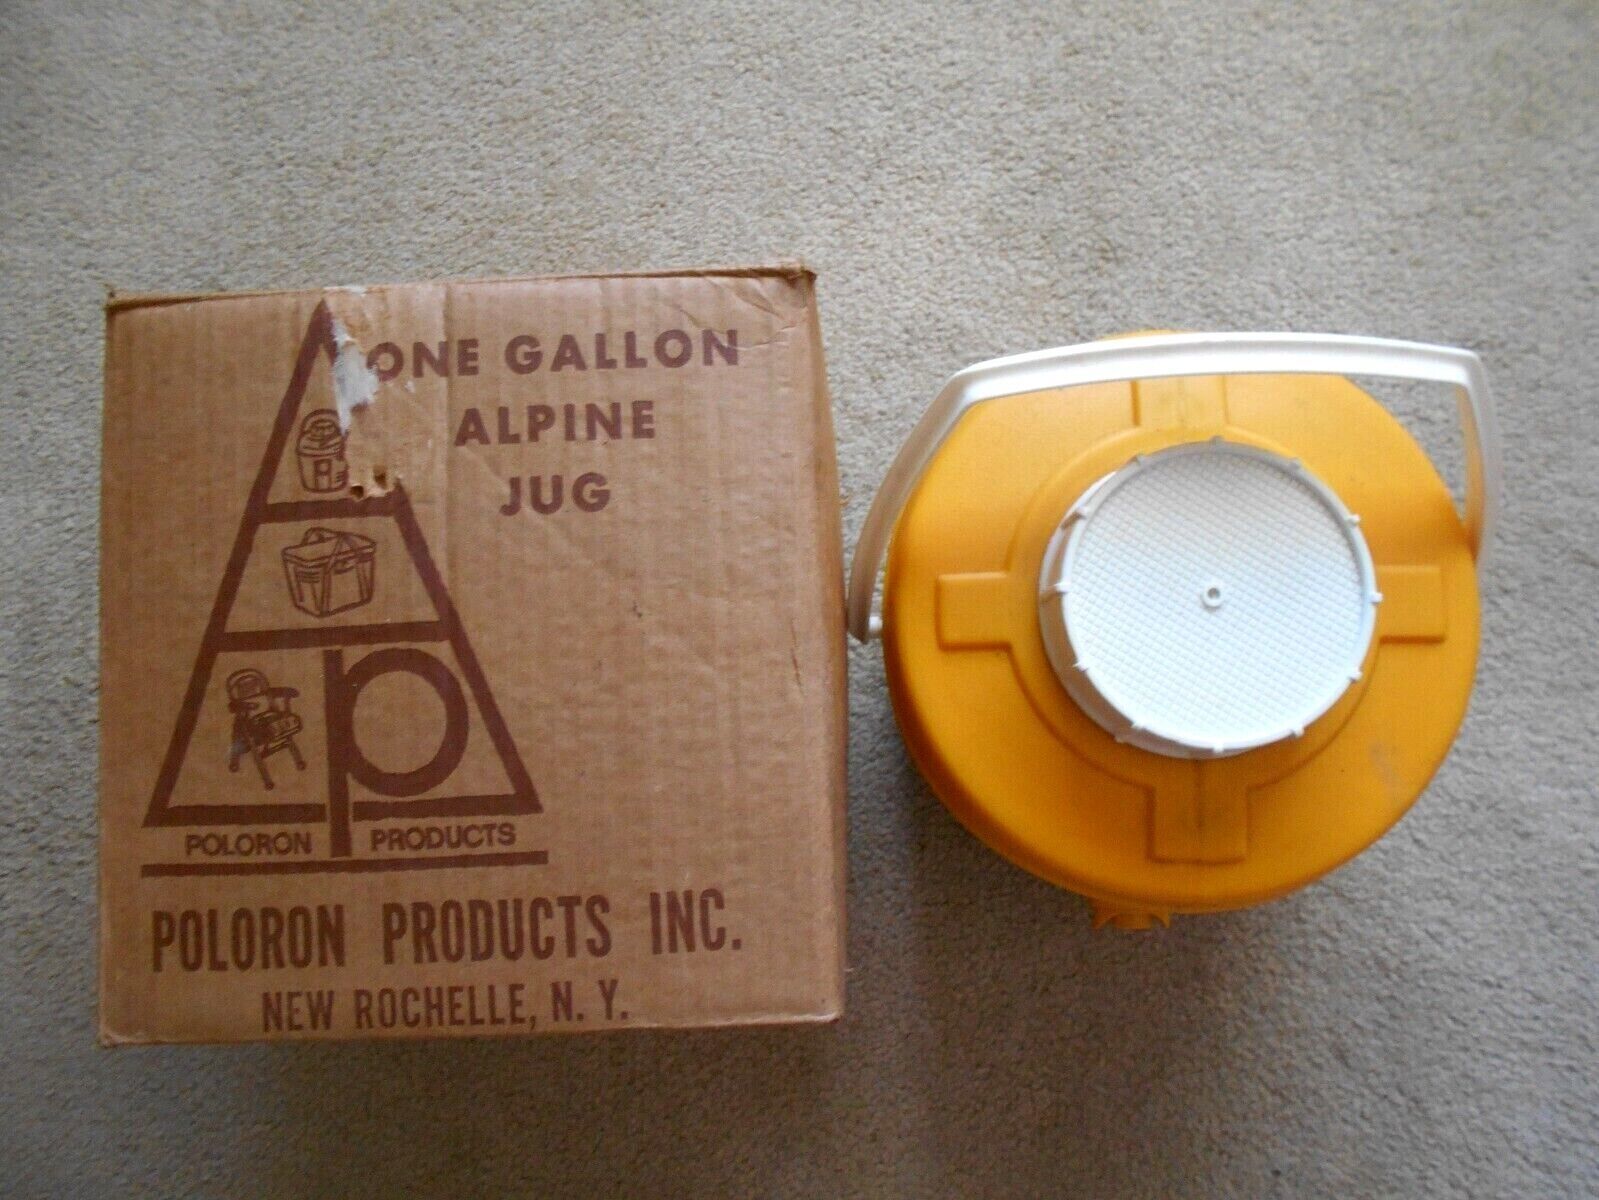 ONE GALLON
ALPINE
JUG
p
POLORON PRODUCTS
POLORON PRODUCTS INC.
NEW ROCHELLE, N. Y.